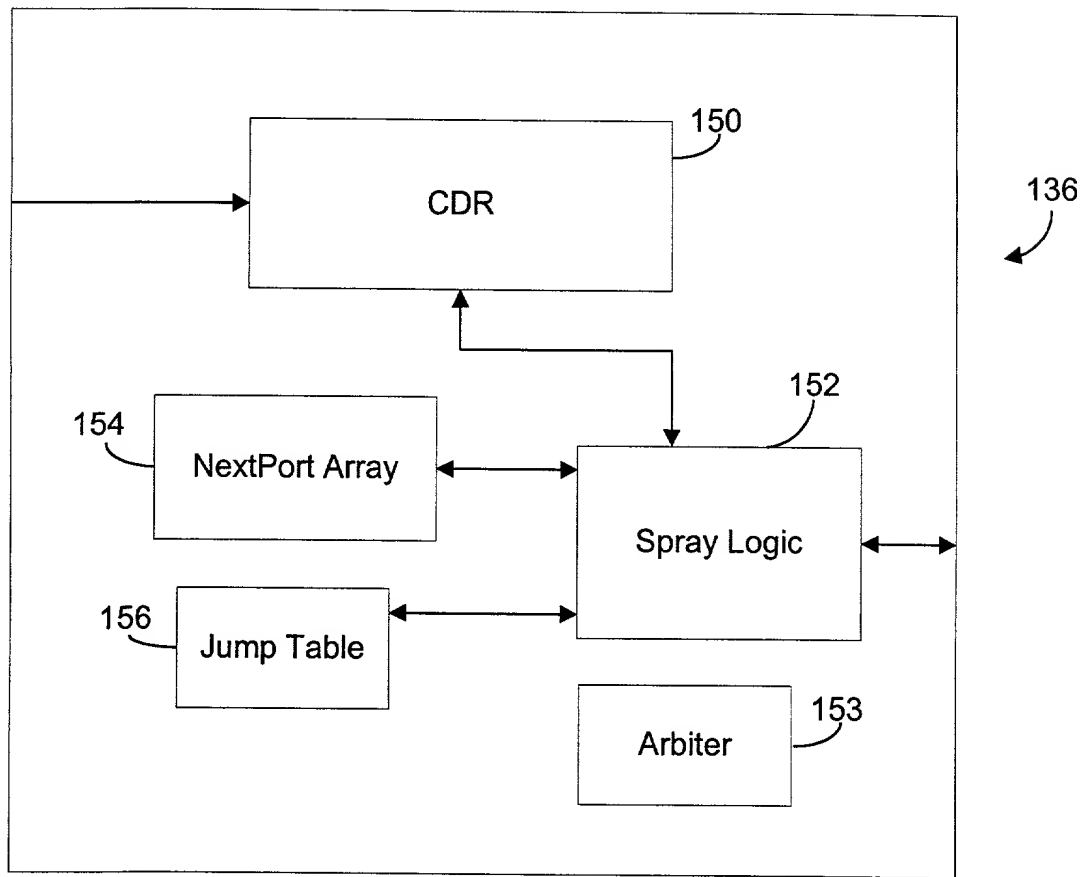 150
CDR
136
152
154
NextPort Array
Spray Logic
156
Jump Table
153
Arbiter